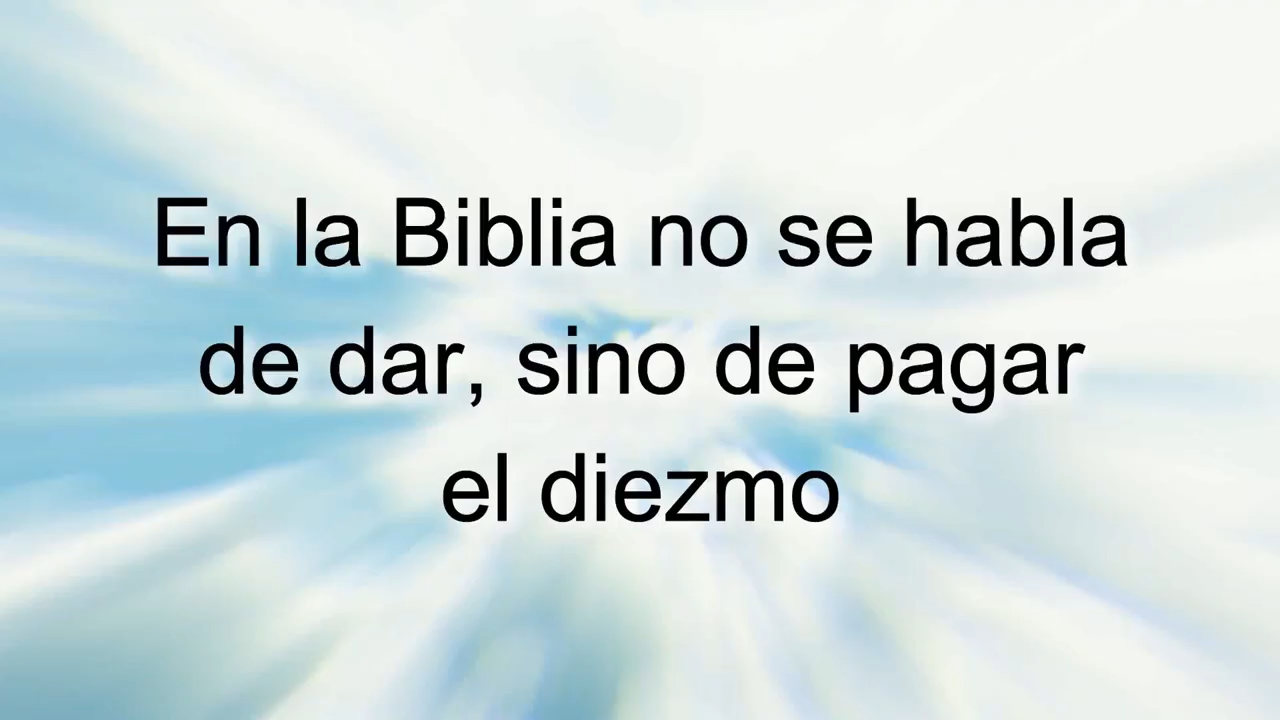 En la Biblia no se habla
de dar, sino de pagar
el diezmo